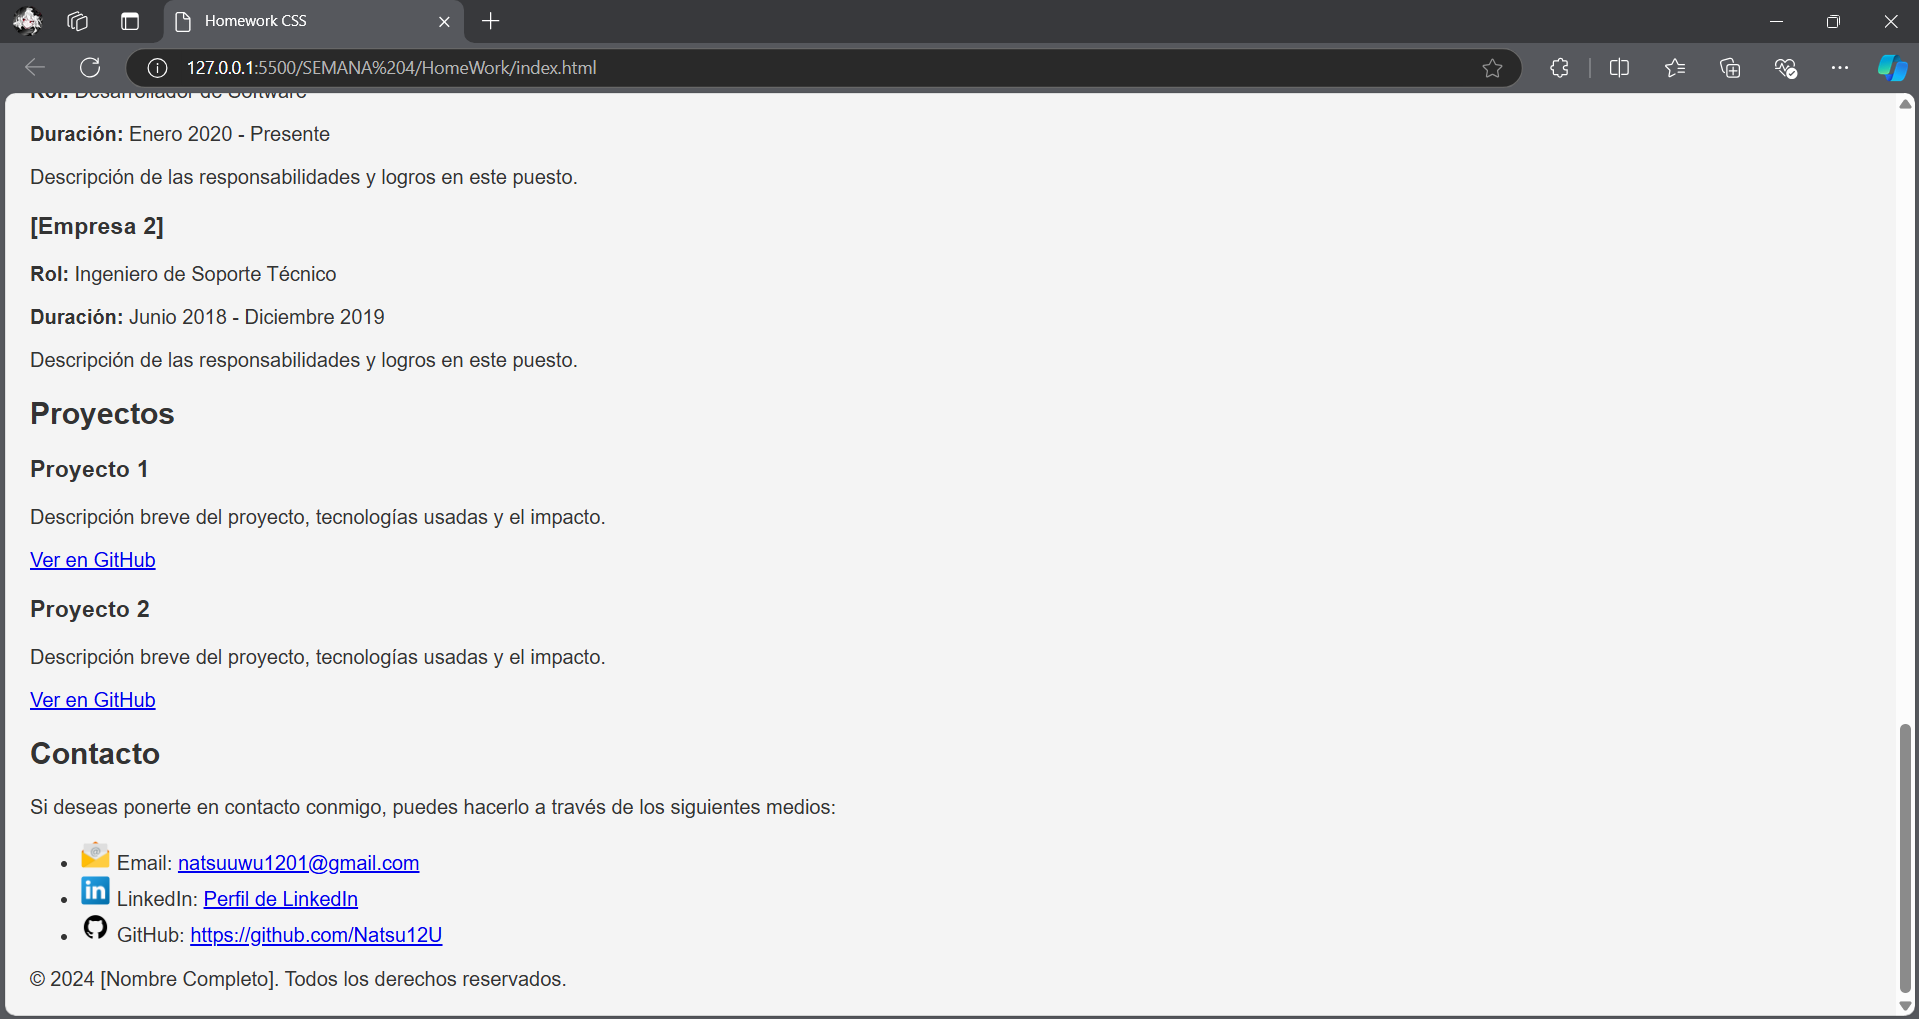 Homework CSS
127.0.0.1:5500/SEMANA%204/HomeWork/index.html
Rol: Desarrollador de Software
Duración: Enero 2020 - Presente
Descripción de las responsabilidades y logros en este puesto.
[Empresa 2]
Rol: Ingeniero de Soporte Técnico
Duración: Junio 2018 - Diciembre 2019
Descripción de las responsabilidades y logros en este puesto.
Proyectos
Proyecto 1
Descripción breve del proyecto, tecnologías usadas y el impacto.
Ver en GitHub
Proyecto 2
Descripción breve del proyecto, tecnologías usadas y el impacto.
Ver en GitHub
Contacto
Si deseas ponerte en contacto conmigo, puedes hacerlo a través de los siguientes medios:
• @ Email: natsuuwu1201@gmail.com
• in LinkedIn: Perfil de LinkedIn
• GitHub: https://github.com/Natsu12U
© 2024 [Nombre Completo]. Todos los derechos reservados.